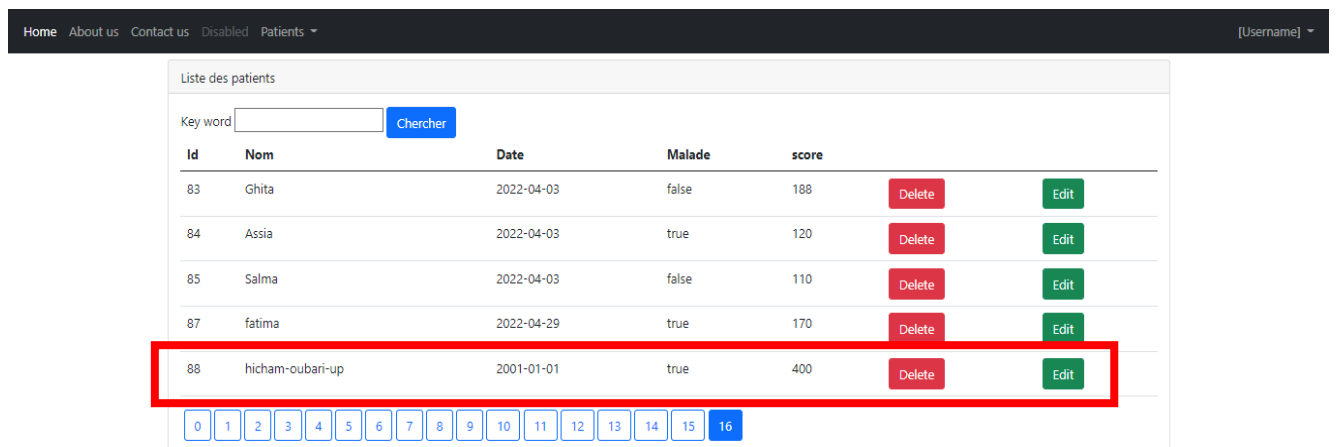 Home About us Contact us Disabled Patients [Username]
Liste des patients
Key word Chercher
Id Nom Date Malade score
83 Ghita 2022-04-03 false 188 Delete Edit
84 Assia 2022-04-03 true 120 Delete Edit
85 Salma 2022-04-03 false 110 Delete Edit
87 fatima 2022-04-29 true 170 Delete Edit
88 hicham-oubari-up 2001-01-01 true 400 Delete Edit
0 1 2 3 4 5 6 7 8 9 10 11 12 13 14 15 16